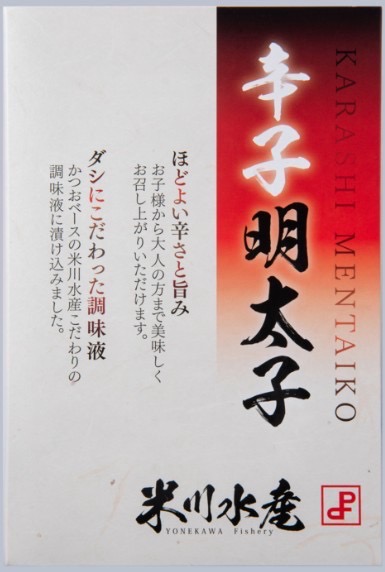 KARASHI MENTAIKO
辛子明太子
ほどよい辛さと旨み
お子様から大人の方まで美味しく
お召し上がりいただけます。
ダシにこだわった調味液
かつおベースの米川水産こだわりの
調味液に漬け込みました。
米川水産
YONEKAWA Fishery